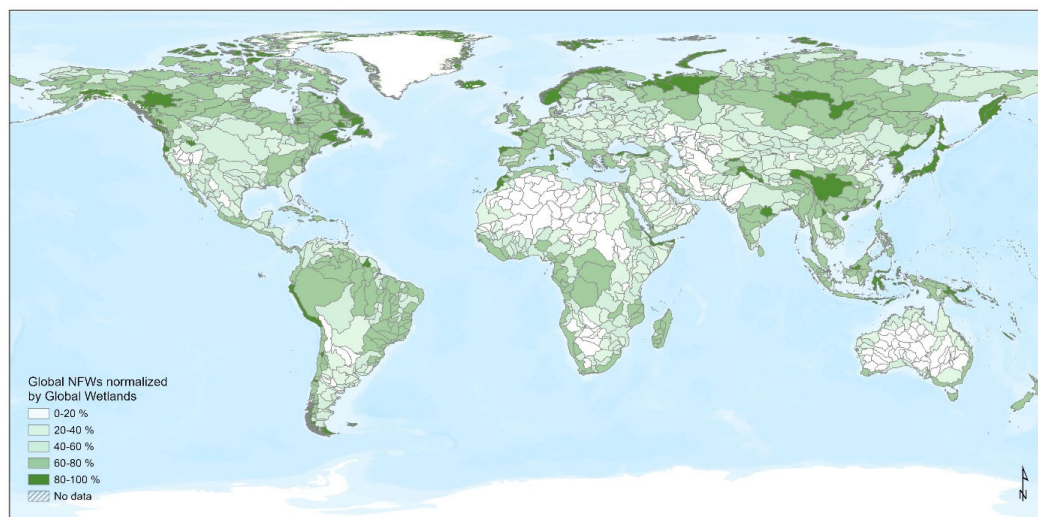 Global NFWs normalized
by Global Wetlands
0-20 %
20-40 %
40-60 %
60-80 %
80-100 %
No data
N